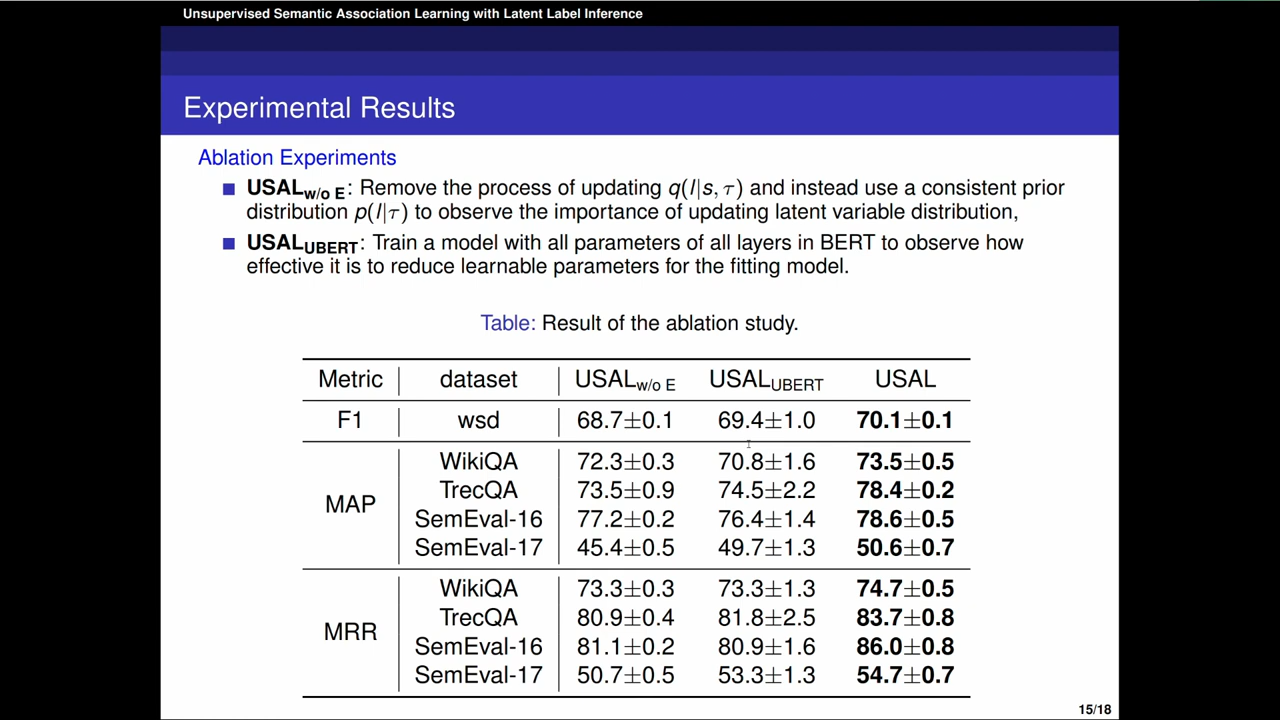 Unsupervised Semantic Association Learning with Latent Label Inference
Experimental Results
Ablation Experiments
USALw/o E: Remove the process of updating q(l|s, τ) and instead use a consistent prior
distribution p(l|τ) to observe the importance of updating latent variable distribution,
USALUBERT: Train a model with all parameters of all layers in BERT to observe how
effective it is to reduce learnable parameters for the fitting model.
Table: Result of the ablation study.
Metric dataset USALw/o E USALUBERT USAL
F1 wsd 68.7±0.1 69.4±1.0 70.1±0.1
MAP
WikiQA 72.3±0.3 70.8±1.6 73.5±0.5
TrecQA 73.5±0.9 74.5±2.2 78.4±0.2
SemEval-16 77.2±0.2 76.4±1.4 78.6±0.5
SemEval-17 45.4±0.5 49.7±1.3 50.6±0.7
MRR
WikiQA 73.3±0.3 73.3±1.3 74.7±0.5
TrecQA 80.9±0.4 81.8±2.5 83.7±0.8
SemEval-16 81.1±0.2 80.9±1.6 86.0±0.8
SemEval-17 50.7±0.5 53.3±1.3 54.7±0.7
15/18